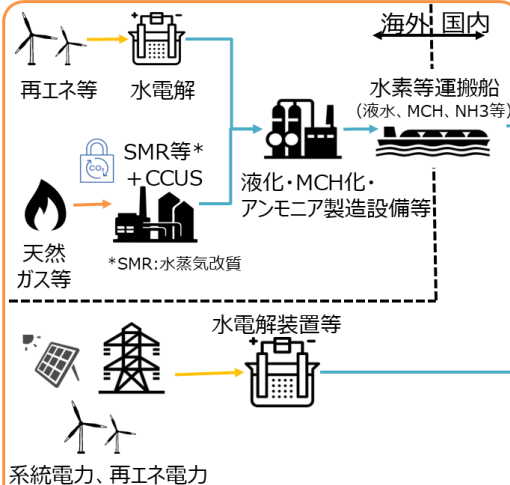 海外 国内
再エネ等
水電解
水素等運搬船
(液水、MCH、NH3等)
CO₂
SMR等*
+CCUS
天然
ガス等
*SMR:水蒸気改質
液化・MCH化・
アンモニア製造設備等
水電解装置等
系統電力、再エネ電力